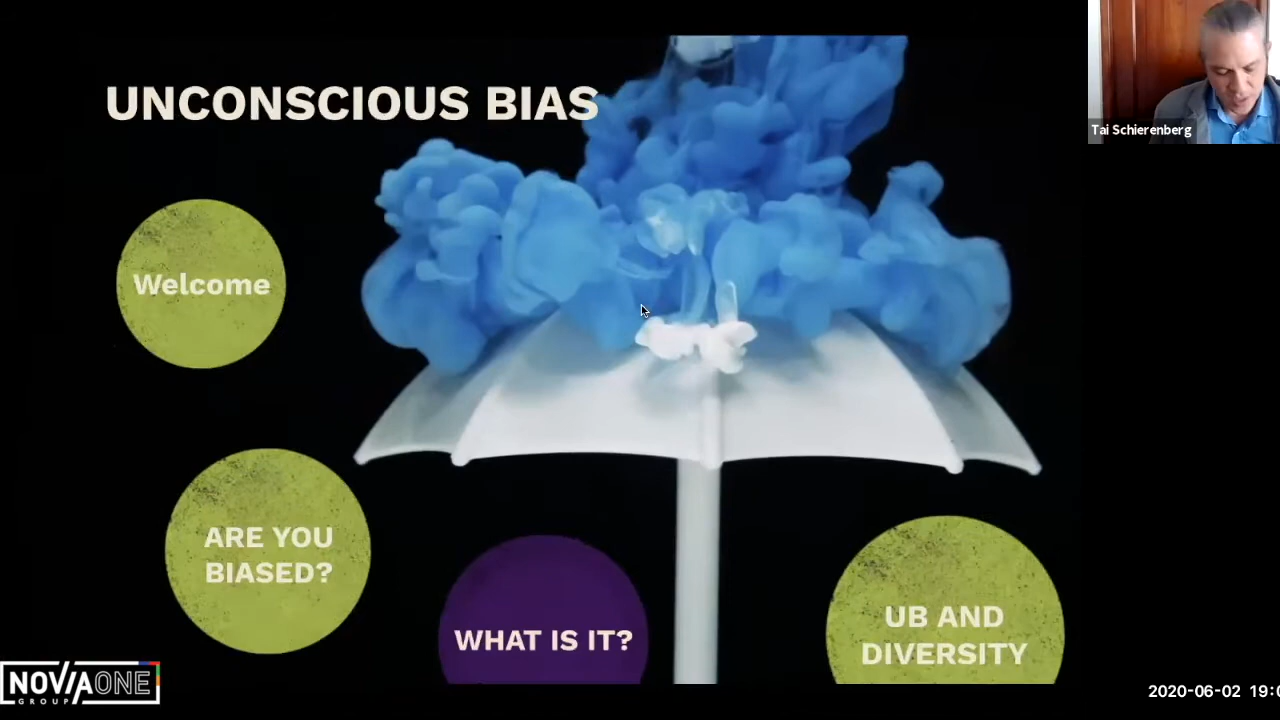 UNCONSCIOUS BIAS
Tai Schierenberg
Welcome
ARE YOU
BIASED?
WHAT IS IT?
UB AND
DIVERSITY
NOVIAONE
GROUP
2020-06-02 19:0